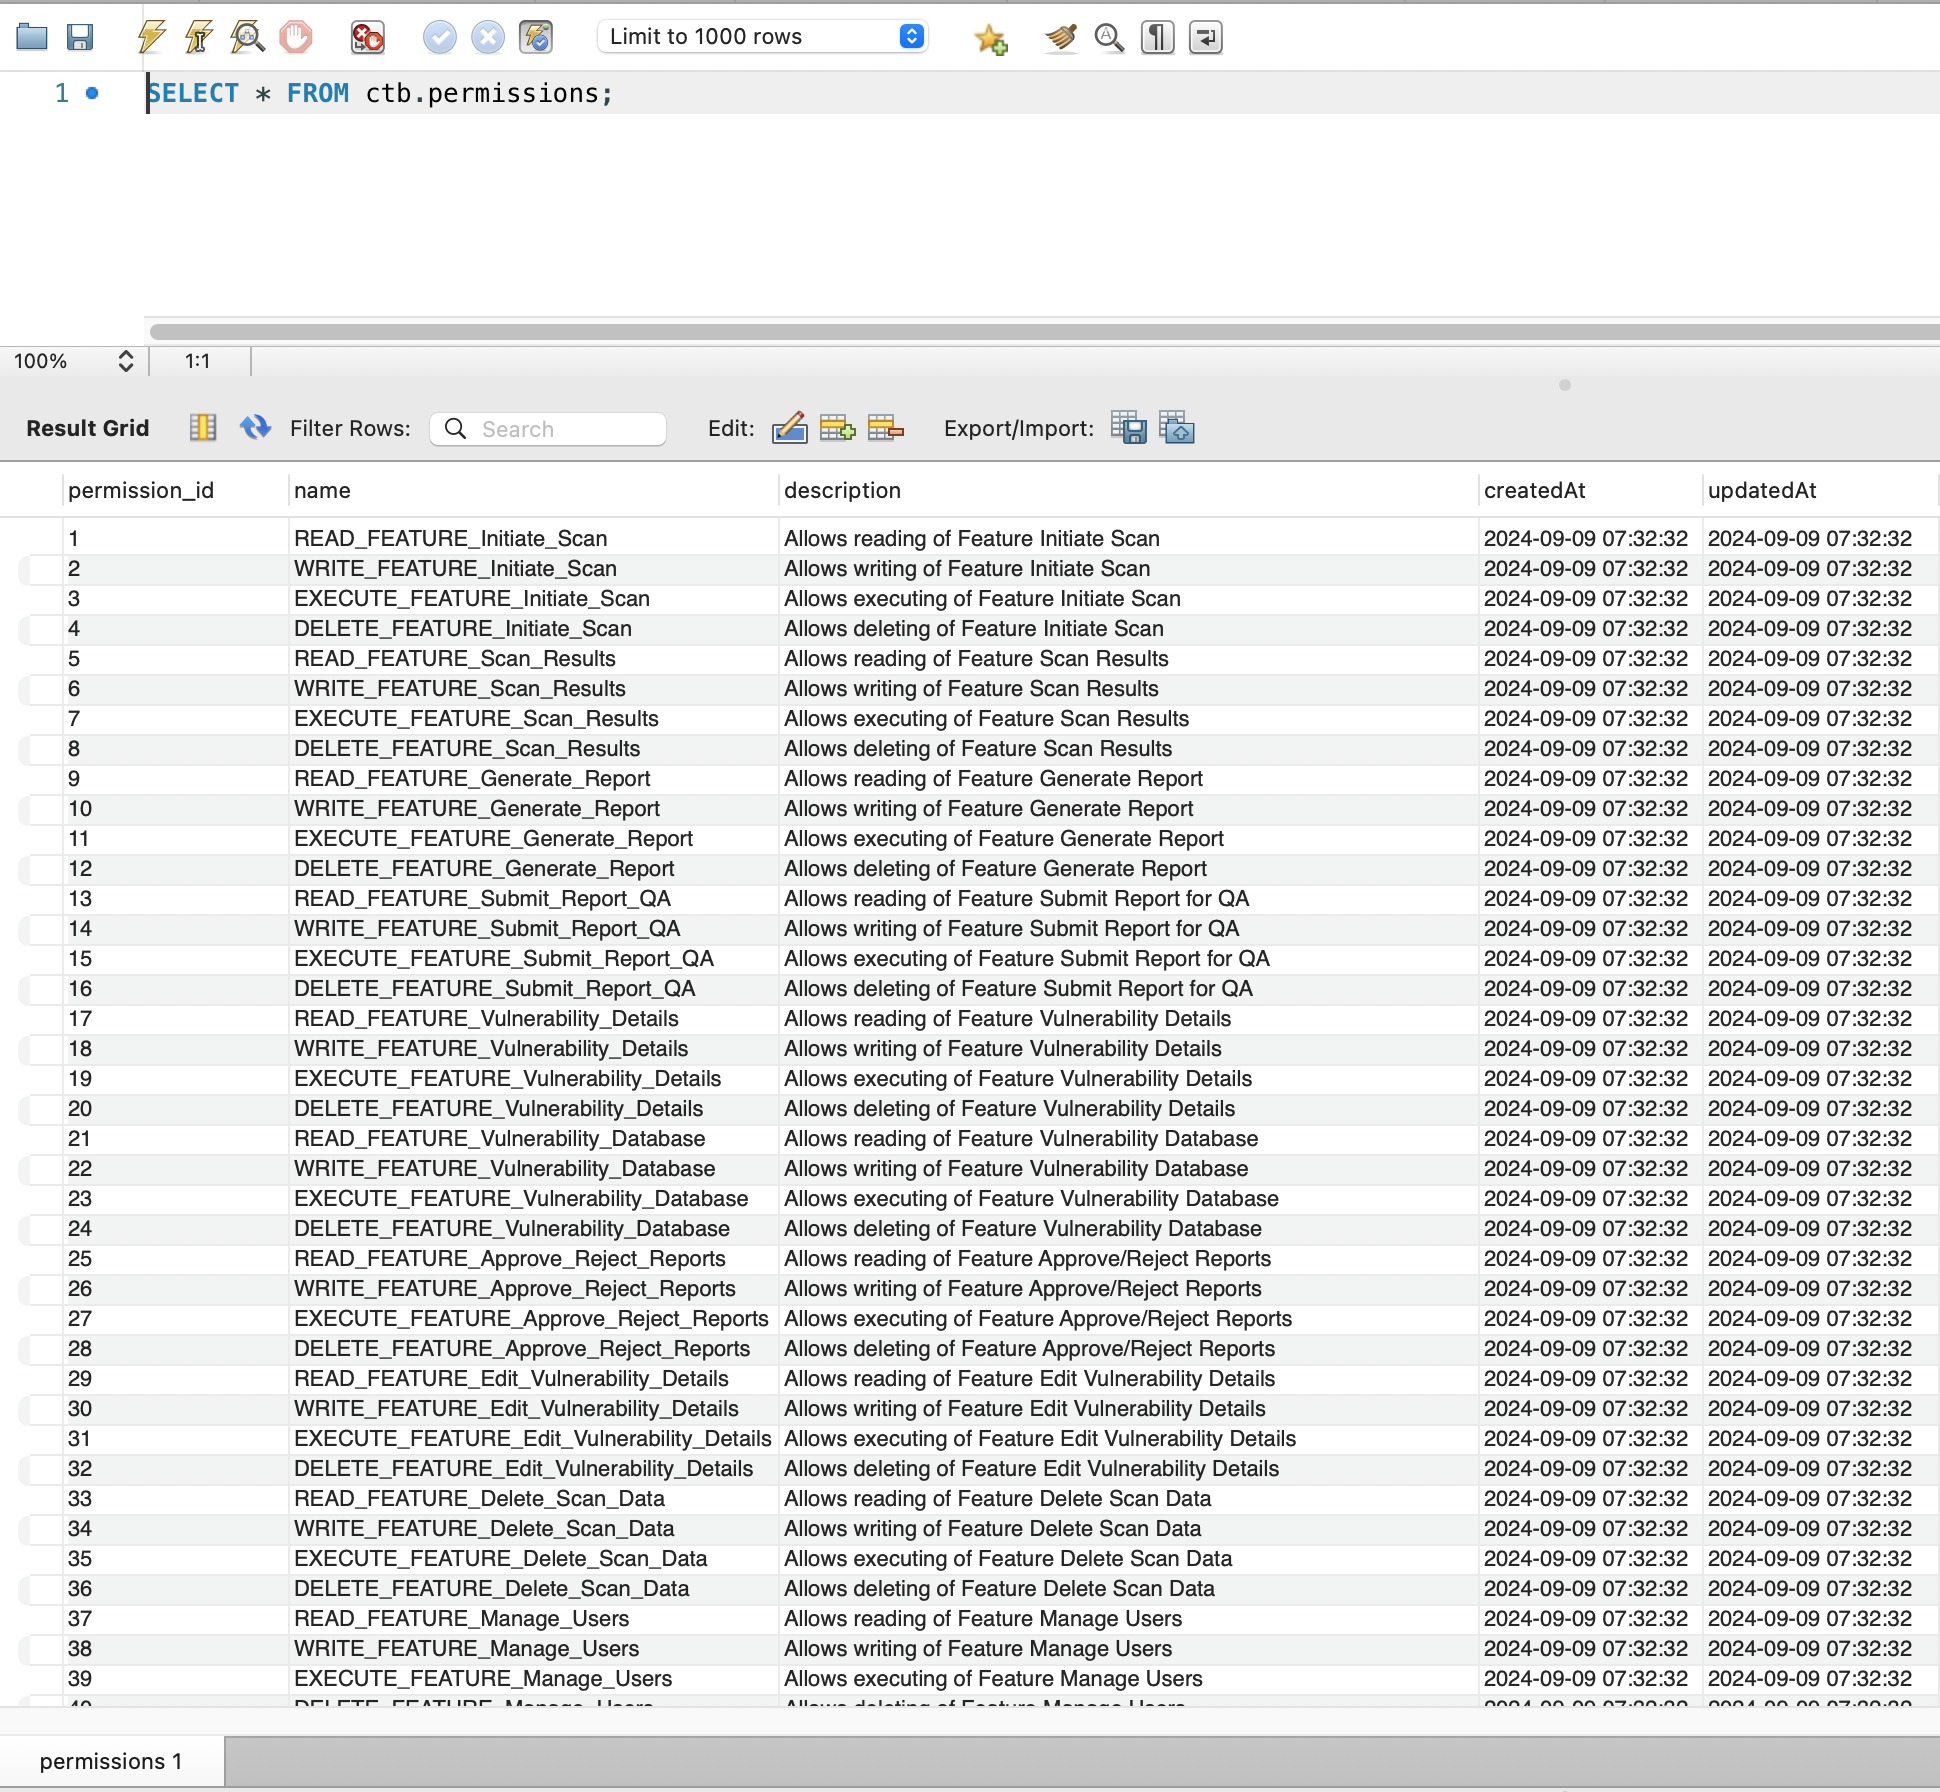 Limit to 1000 rows
1 SELECT * FROM ctb.permissions;
100% 1:1
Result Grid Filter Rows: Search Edit: Export/Import:
permission_id name description createdAt updatedAt
1 READ_FEATURE_Initiate_Scan Allows reading of Feature Initiate Scan 2024-09-09 07:32:32 2024-09-09 07:32:32
2 WRITE_FEATURE_Initiate_Scan Allows writing of Feature Initiate Scan 2024-09-09 07:32:32 2024-09-09 07:32:32
3 EXECUTE_FEATURE_Initiate_Scan Allows executing of Feature Initiate Scan 2024-09-09 07:32:32 2024-09-09 07:32:32
4 DELETE_FEATURE_Initiate_Scan Allows deleting of Feature Initiate Scan 2024-09-09 07:32:32 2024-09-09 07:32:32
5 READ_FEATURE_Scan_Results Allows reading of Feature Scan Results 2024-09-09 07:32:32 2024-09-09 07:32:32
6 WRITE_FEATURE_Scan_Results Allows writing of Feature Scan Results 2024-09-09 07:32:32 2024-09-09 07:32:32
7 EXECUTE_FEATURE_Scan_Results Allows executing of Feature Scan Results 2024-09-09 07:32:32 2024-09-09 07:32:32
8 DELETE_FEATURE_Scan_Results Allows deleting of Feature Scan Results 2024-09-09 07:32:32 2024-09-09 07:32:32
9 READ_FEATURE_Generate_Report Allows reading of Feature Generate Report 2024-09-09 07:32:32 2024-09-09 07:32:32
10 WRITE_FEATURE_Generate_Report Allows writing of Feature Generate Report 2024-09-09 07:32:32 2024-09-09 07:32:32
11 EXECUTE_FEATURE_Generate_Report Allows executing of Feature Generate Report 2024-09-09 07:32:32 2024-09-09 07:32:32
12 DELETE_FEATURE_Generate_Report Allows deleting of Feature Generate Report 2024-09-09 07:32:32 2024-09-09 07:32:32
13 READ_FEATURE_Submit_Report_QA Allows reading of Feature Submit Report for QA 2024-09-09 07:32:32 2024-09-09 07:32:32
14 WRITE_FEATURE_Submit_Report_QA Allows writing of Feature Submit Report for QA 2024-09-09 07:32:32 2024-09-09 07:32:32
15 EXECUTE_FEATURE_Submit_Report_QA Allows executing of Feature Submit Report for QA 2024-09-09 07:32:32 2024-09-09 07:32:32
16 DELETE_FEATURE_Submit_Report_QA Allows deleting of Feature Submit Report for QA 2024-09-09 07:32:32 2024-09-09 07:32:32
17 READ_FEATURE_Vulnerability_Details Allows reading of Feature Vulnerability Details 2024-09-09 07:32:32 2024-09-09 07:32:32
18 WRITE_FEATURE_Vulnerability_Details Allows writing of Feature Vulnerability Details 2024-09-09 07:32:32 2024-09-09 07:32:32
19 EXECUTE_FEATURE_Vulnerability_Details Allows executing of Feature Vulnerability Details 2024-09-09 07:32:32 2024-09-09 07:32:32
20 DELETE_FEATURE_Vulnerability_Details Allows deleting of Feature Vulnerability Details 2024-09-09 07:32:32 2024-09-09 07:32:32
21 READ_FEATURE_Vulnerability_Database Allows reading of Feature Vulnerability Database 2024-09-09 07:32:32 2024-09-09 07:32:32
22 WRITE_FEATURE_Vulnerability_Database Allows writing of Feature Vulnerability Database 2024-09-09 07:32:32 2024-09-09 07:32:32
23 EXECUTE_FEATURE_Vulnerability_Database Allows executing of Feature Vulnerability Database 2024-09-09 07:32:32 2024-09-09 07:32:32
24 DELETE_FEATURE_Vulnerability_Database Allows deleting of Feature Vulnerability Database 2024-09-09 07:32:32 2024-09-09 07:32:32
25 READ_FEATURE_Approve_Reject_Reports Allows reading of Feature Approve/Reject Reports 2024-09-09 07:32:32 2024-09-09 07:32:32
26 WRITE_FEATURE_Approve_Reject_Reports Allows writing of Feature Approve/Reject Reports 2024-09-09 07:32:32 2024-09-09 07:32:32
27 EXECUTE_FEATURE_Approve_Reject_Reports Allows executing of Feature Approve/Reject Reports 2024-09-09 07:32:32 2024-09-09 07:32:32
28 DELETE_FEATURE_Approve_Reject_Reports Allows deleting of Feature Approve/Reject Reports 2024-09-09 07:32:32 2024-09-09 07:32:32
29 READ_FEATURE_Edit_Vulnerability_Details Allows reading of Feature Edit Vulnerability Details 2024-09-09 07:32:32 2024-09-09 07:32:32
30 WRITE_FEATURE_Edit_Vulnerability_Details Allows writing of Feature Edit Vulnerability Details 2024-09-09 07:32:32 2024-09-09 07:32:32
31 EXECUTE_FEATURE_Edit_Vulnerability_Details Allows executing of Feature Edit Vulnerability Details 2024-09-09 07:32:32 2024-09-09 07:32:32
32 DELETE_FEATURE_Edit_Vulnerability_Details Allows deleting of Feature Edit Vulnerability Details 2024-09-09 07:32:32 2024-09-09 07:32:32
33 READ_FEATURE_Delete_Scan_Data Allows reading of Feature Delete Scan Data 2024-09-09 07:32:32 2024-09-09 07:32:32
34 WRITE_FEATURE_Delete_Scan_Data Allows writing of Feature Delete Scan Data 2024-09-09 07:32:32 2024-09-09 07:32:32
35 EXECUTE_FEATURE_Delete_Scan_Data Allows executing of Feature Delete Scan Data 2024-09-09 07:32:32 2024-09-09 07:32:32
36 DELETE_FEATURE_Delete_Scan_Data Allows deleting of Feature Delete Scan Data 2024-09-09 07:32:32 2024-09-09 07:32:32
37 READ_FEATURE_Manage_Users Allows reading of Feature Manage Users 2024-09-09 07:32:32 2024-09-09 07:32:32
38 WRITE_FEATURE_Manage_Users Allows writing of Feature Manage Users 2024-09-09 07:32:32 2024-09-09 07:32:32
39 EXECUTE_FEATURE_Manage_Users Allows executing of Feature Manage Users 2024-09-09 07:32:32 2024-09-09 07:32:32
40 DELETE_FEATURE_Manage_Users Allows deleting of Feature Manage Users 2024-09-09 07:32:32 2024-09-09 07:32:32
permissions 1